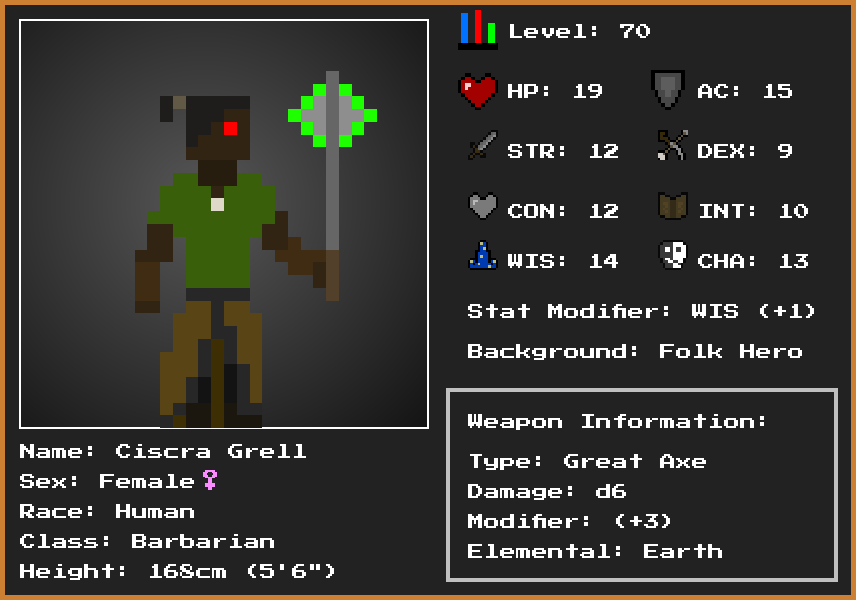 Level: 70
HP: 19 AC: 15
STR: 12 DEX: 9
CON: 12 INT: 10
WIS: 14 CHA: 13
Stat Modifier: WIS (+1)
Background: Folk Hero
Weapon Information:
Type: Great Axe
Damage: d6
Modifier: (+3)
Elemental: Earth
Name: Ciscra Grell
Sex: Female♀
Race: Human
Class: Barbarian
Height: 168cm (5'6")